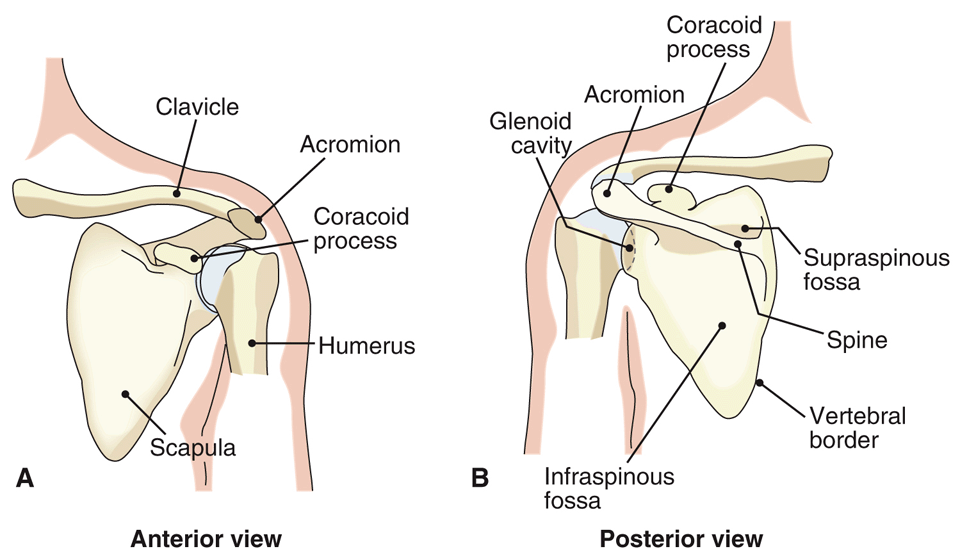 Clavicle
Acromion
Coracoid
process
Humerus
Scapula
A
Anterior view
Coracoid
process
Acromion
Glenoid
cavity
Supraspinous
fossa
Spine
Vertebral
border
Infraspinous
fossa
B
Posterior view